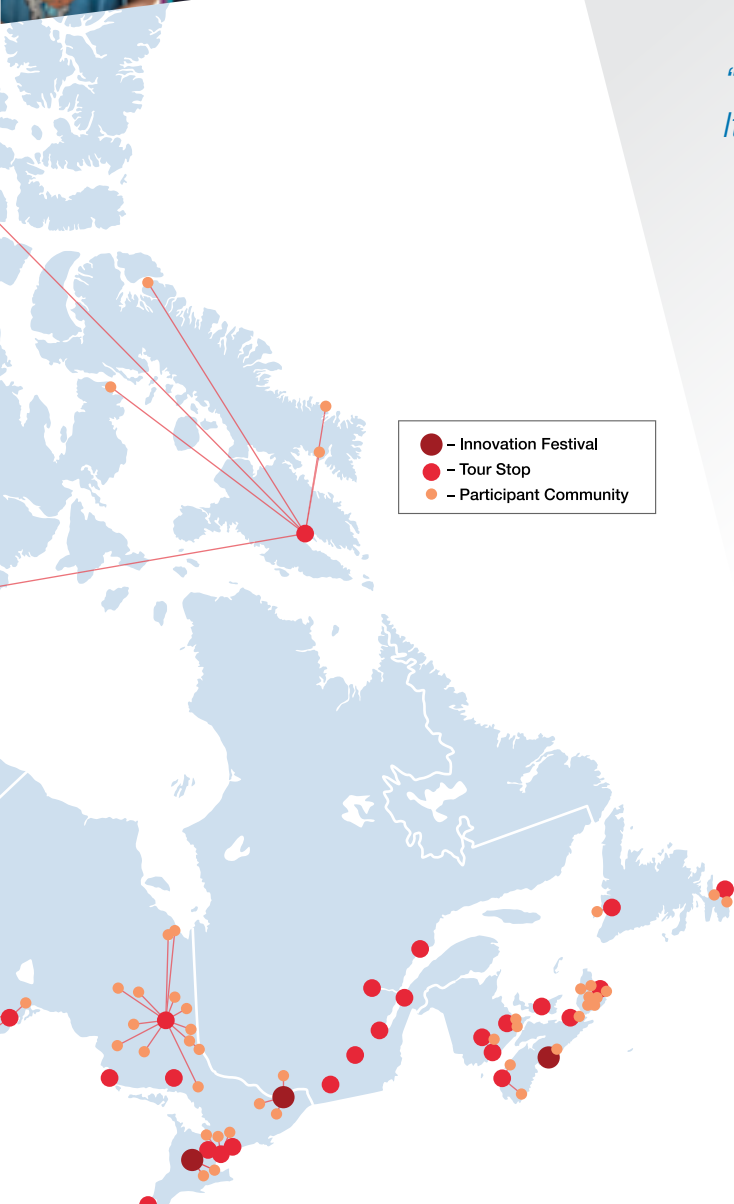 – Innovation Festival
– Tour Stop
– Participant Community